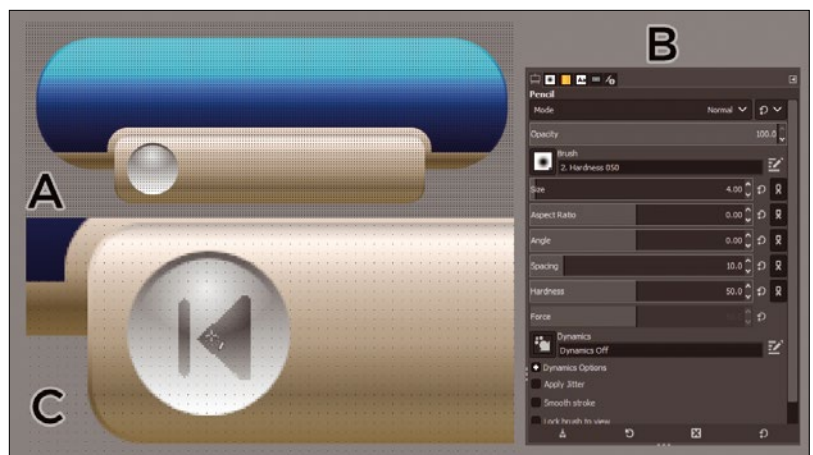 A
B
C
Pencil
Mode Normal
Opacity 100.0
Brush
2. Hardness 050
Size 4.00
Aspect Ratio 0.00
Angle 0.00
Spacing 10.0
Hardness 50.0
Force
Dynamics
Dynamics Off
Dynamics Options
Apply Jitter
Smooth stroke
Lock brush to view